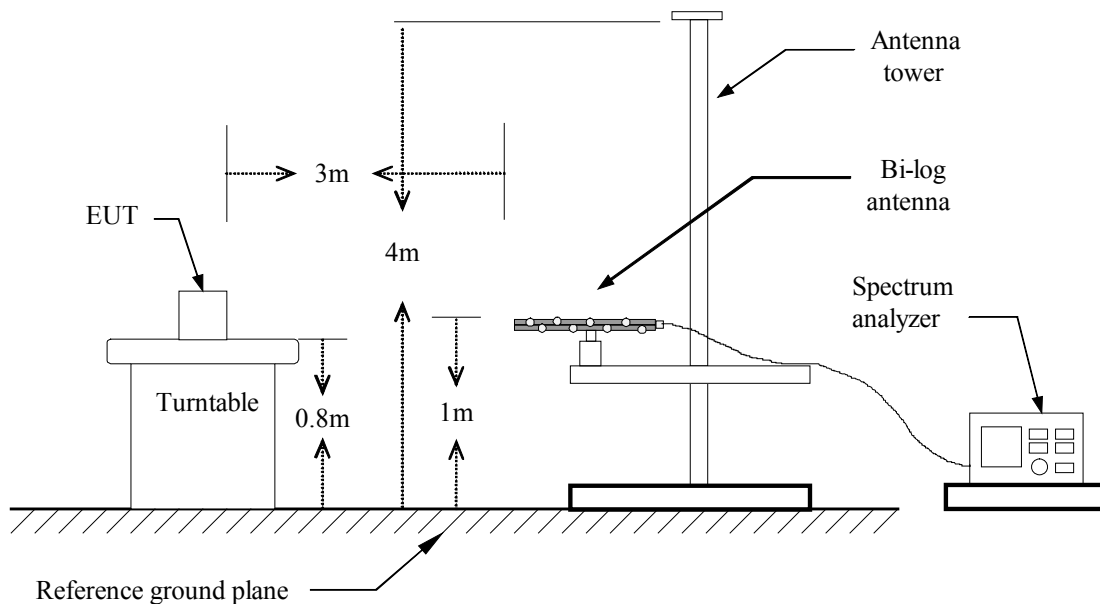 Antenna
tower
3m
Bi-log
antenna
EUT
4m
Spectrum
analyzer
Turntable
0.8m
1m
Reference ground plane